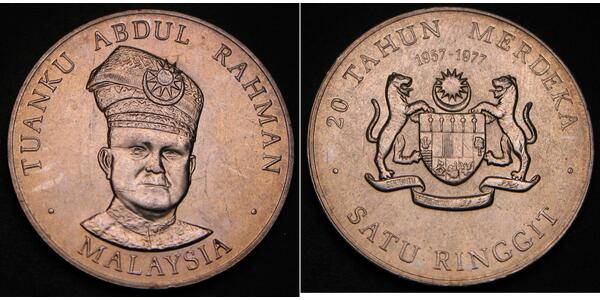 TUANKU ABDUL RAHMAN
· MALAYSIA ·
20 TAHUN MERDEKA
1957-1977
· SATU RINGGIT ·